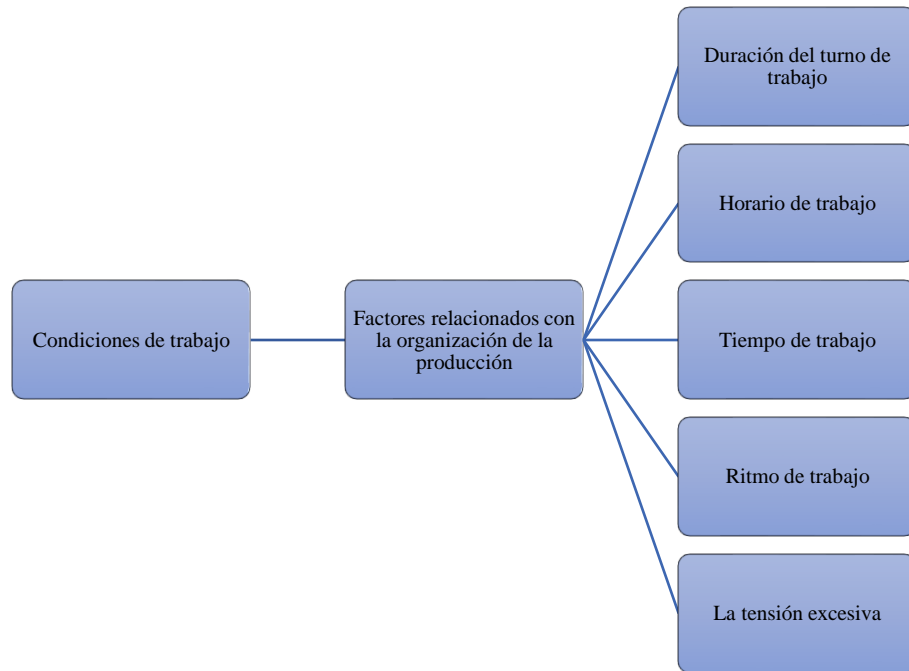 Condiciones de trabajo
Factores relacionados con
la organización de la
producción
Duración del turno de
trabajo
Horario de trabajo
Tiempo de trabajo
Ritmo de trabajo
La tensión excesiva